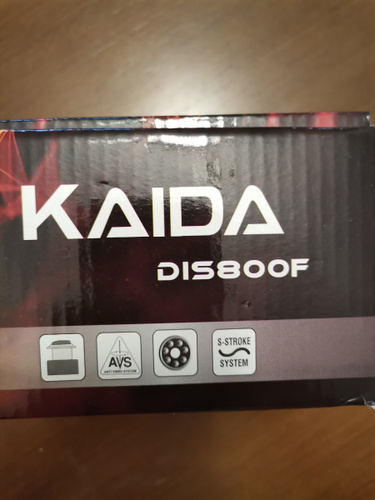 KAIDA
DIS800F
AVS
S-STROKE
SYSTEM